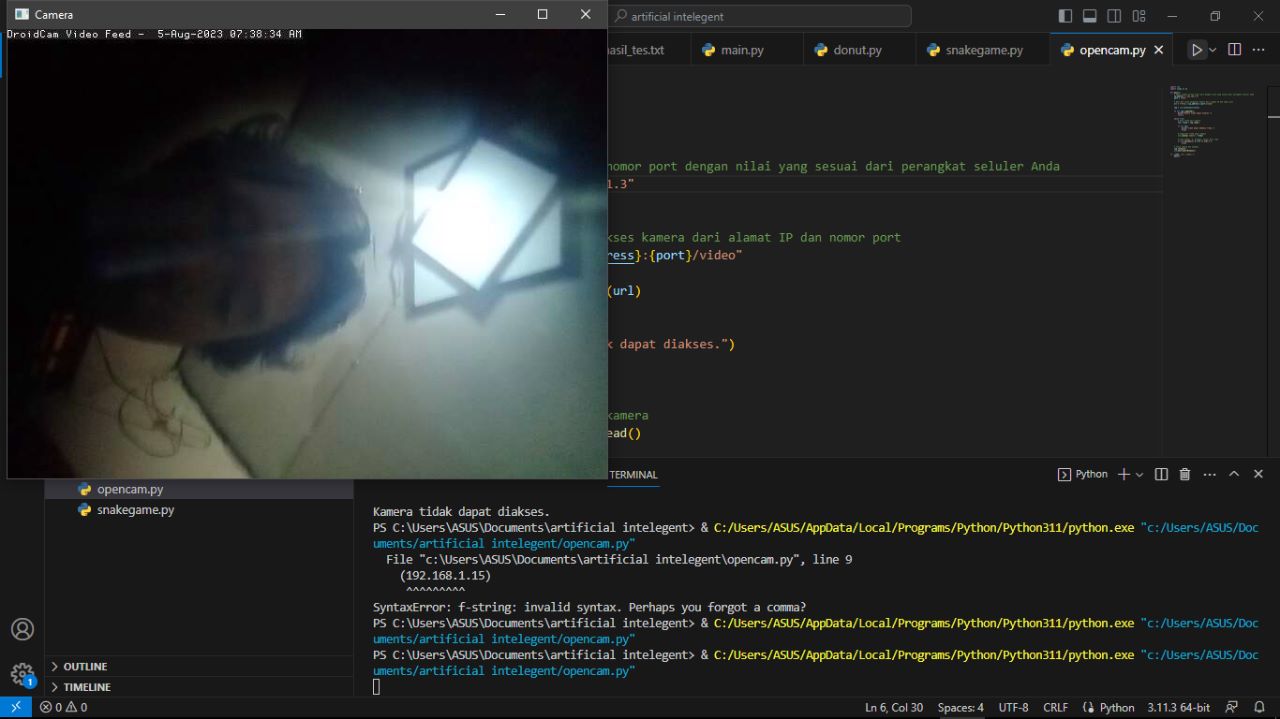 Camera
artificial intelegent
DroidCam Video Feed - 5-Aug-2023 07:38:34 AM
hasil_tes.txt
main.py
donut.py
snakegame.py
opencam.py
nomor port dengan nilai yang sesuai dari perangkat seluler Anda
1.3"
kses kamera dari alamat IP dan nomor port
ress}:{port}/video"
(url)
k dapat diakses.")
kamera
ead()
TERMINAL
Python
opencam.py
snakegame.py
Kamera tidak dapat diakses.
PS C:\Users\ASUS\Documents\artificial intelegent> & C:/Users/ASUS/AppData/Local/Programs/Python/Python311/python.exe "c:/Users/ASUS/Doc
uments/artificial intelegent/opencam.py"
File "c:\Users\ASUS\Documents\artificial intelegent\opencam.py", line 9
(192.168.1.15)
^^^^^^^^^
SyntaxError: f-string: invalid syntax. Perhaps you forgot a comma?
PS C:\Users\ASUS\Documents\artificial intelegent> & C:/Users/ASUS/AppData/Local/Programs/Python/Python311/python.exe "c:/Users/ASUS/Doc
uments/artificial intelegent/opencam.py"
PS C:\Users\ASUS\Documents\artificial intelegent> & C:/Users/ASUS/AppData/Local/Programs/Python/Python311/python.exe "c:/Users/ASUS/Doc
uments/artificial intelegent/opencam.py"
OUTLINE
TIMELINE
1
0 0
Ln 6, Col 30
Spaces: 4
UTF-8
CRLF
Python
3.11.3 64-bit